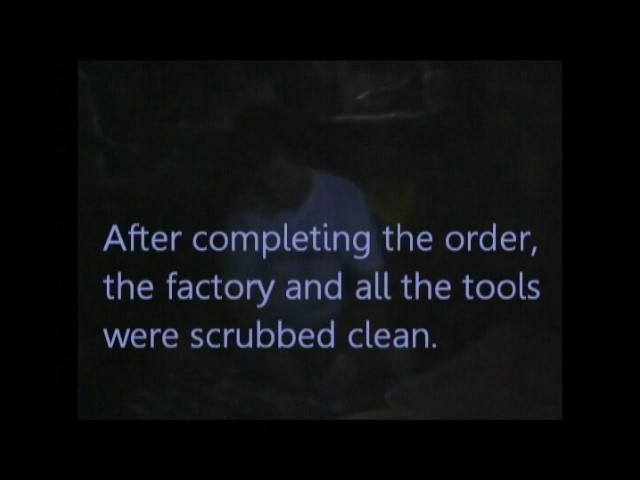 After completing the order,
the factory and all the tools
were scrubbed clean.